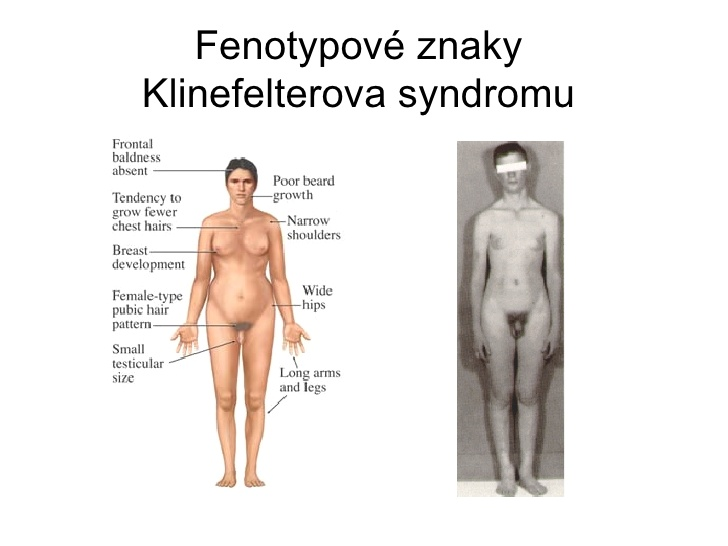 Fenotypové znaky
Klinefelterova syndromu
Frontal
baldness
absent
Poor beard
growth
Tendency to
grow fewer
chest hairs
Narrow
shoulders
Breast
development
Female-type
pubic hair
pattern
Wide
hips
Small
testicular
size
Long arms
and legs